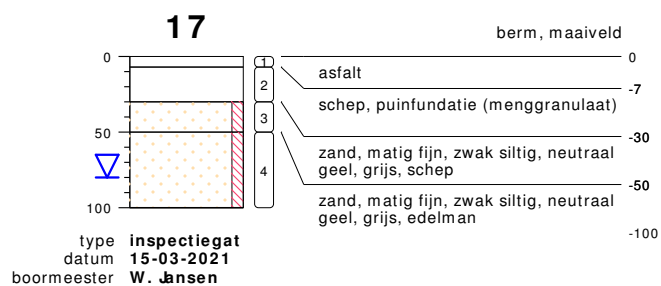 17
berm, maaiveld
0
0
1
asfalt
-7
2
schep, puinfundatie (menggranulaat)
-30
3
50
zand, matig fijn, zwak siltig, neutraal
geel, grijs, schep
-50
4
zand, matig fijn, zwak siltig, neutraal
geel, grijs, edelman
100
-100
type inspectiegat
datum 15-03-2021
boormeester W. Jansen